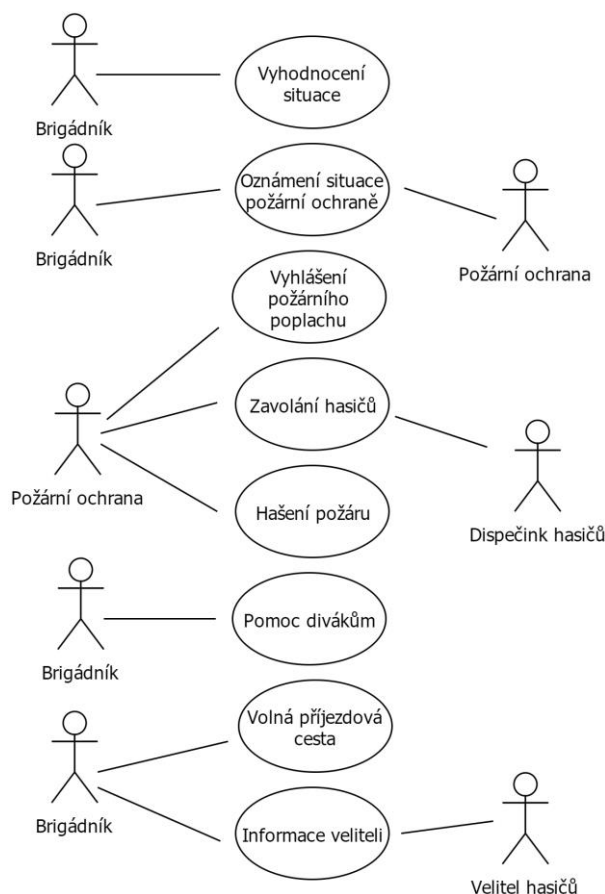 Brigádník
Vyhodnocení
situace
Brigádník
Oznámení situace
požární ochraně
Požární ochrana
Vyhlášení
požárního
poplachu
Požární ochrana
Zavolání hasičů
Dispečink hasičů
Hašení požáru
Brigádník
Pomoc divákům
Brigádník
Volná příjezdová
cesta
Informace veliteli
Velitel hasičů